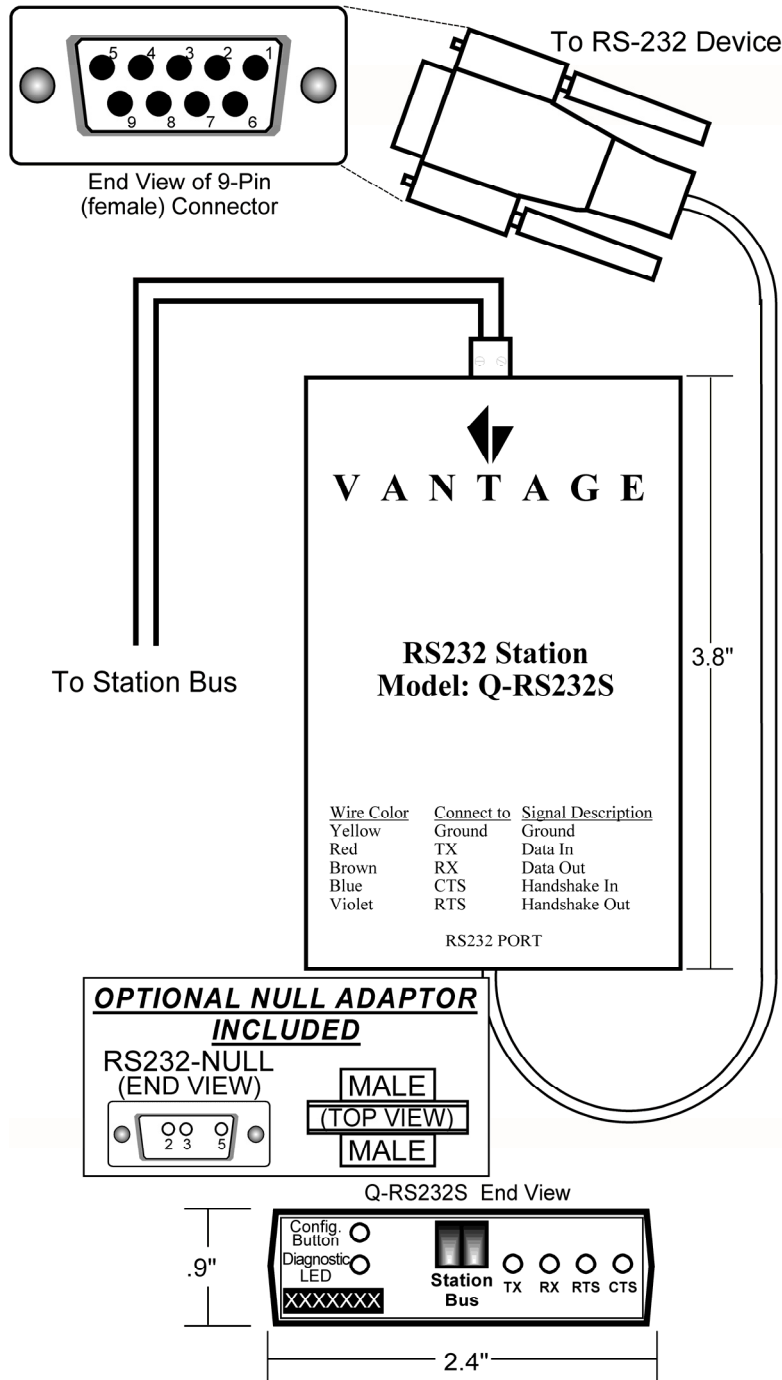 5 4 3 2 1
9 8 7 6
To RS-232 Device
End View of 9-Pin
(female) Connector
VANTAGE
To Station Bus
RS232 Station
Model: Q-RS232S
3.8"
Wire Color Connect to Signal Description
Yellow Ground Ground
Red TX Data In
Brown RX Data Out
Blue CTS Handshake In
Violet RTS Handshake Out
RS232 PORT
OPTIONAL NULL ADAPTOR
INCLUDED
RS232-NULL
(END VIEW)
2 3 5
MALE
(TOP VIEW)
MALE
Q-RS232S End View
Config.
Button
Diagnostic
LED
XXXXXXX
Station
Bus
TX RX RTS CTS
.9"
2.4"